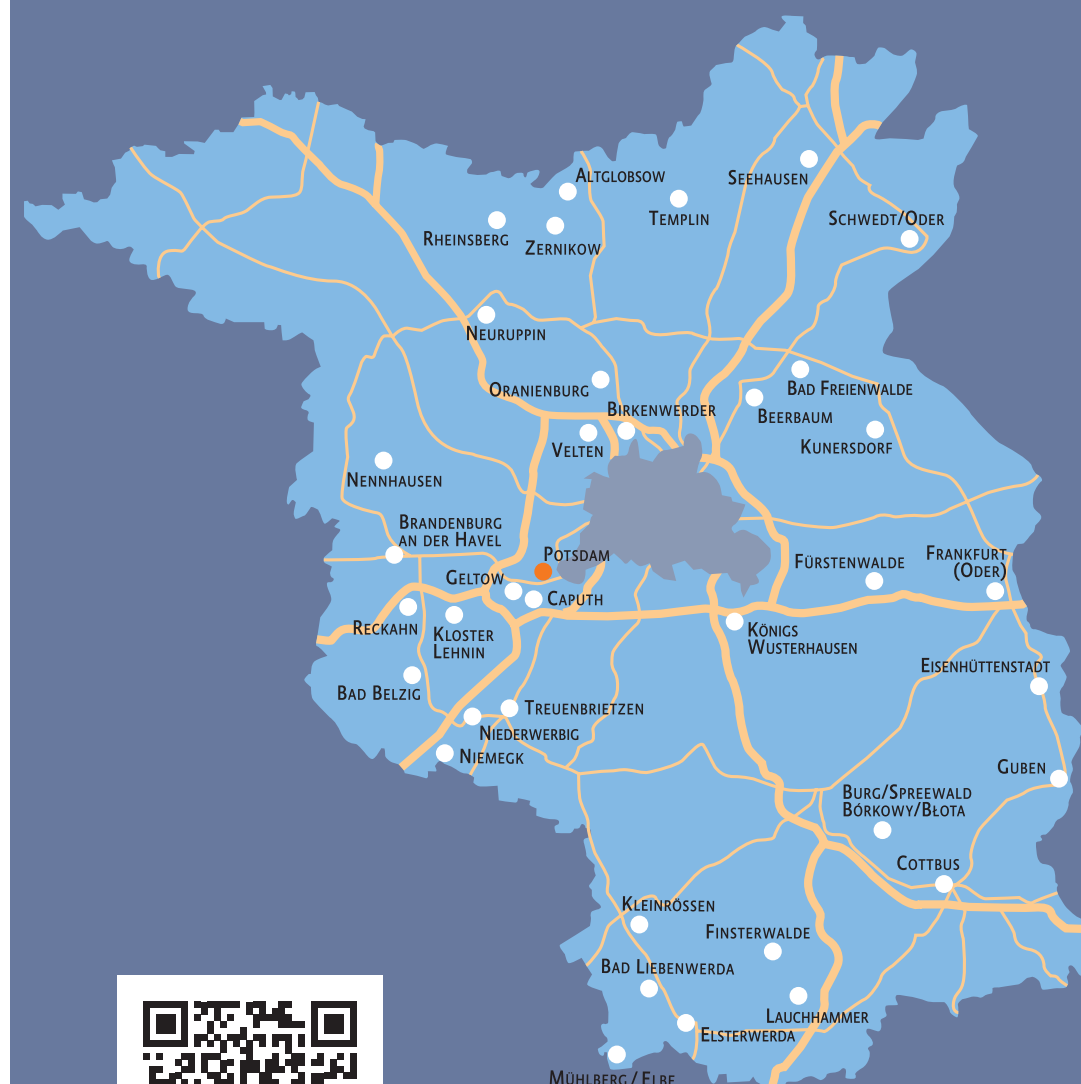 Altglobsow
Seehausen
Templin
Schwedt/Oder
Rheinsberg
Zernikow
Neuruppin
Oranienburg
Bad Freienwalde
Birkenwerder
Beerbaum
Velten
Kunersdorf
Nennhausen
Brandenburg
an der Havel
Potsdam
Fürstenwalde
Frankfurt
(Oder)
Geltow
Caputh
Reckahn
Kloster
Lehnin
Königs
Wusterhausen
Eisenhüttenstadt
Bad Belzig
Treuenbrietzen
Niederwerbig
Niemegk
Guben
Burg/Spreewald
Bórkowy/Błota
Cottbus
Kleinrössen
Finsterwalde
Bad Liebenwerda
Lauchhammer
Elsterwerda
Mühlberg / Elbe